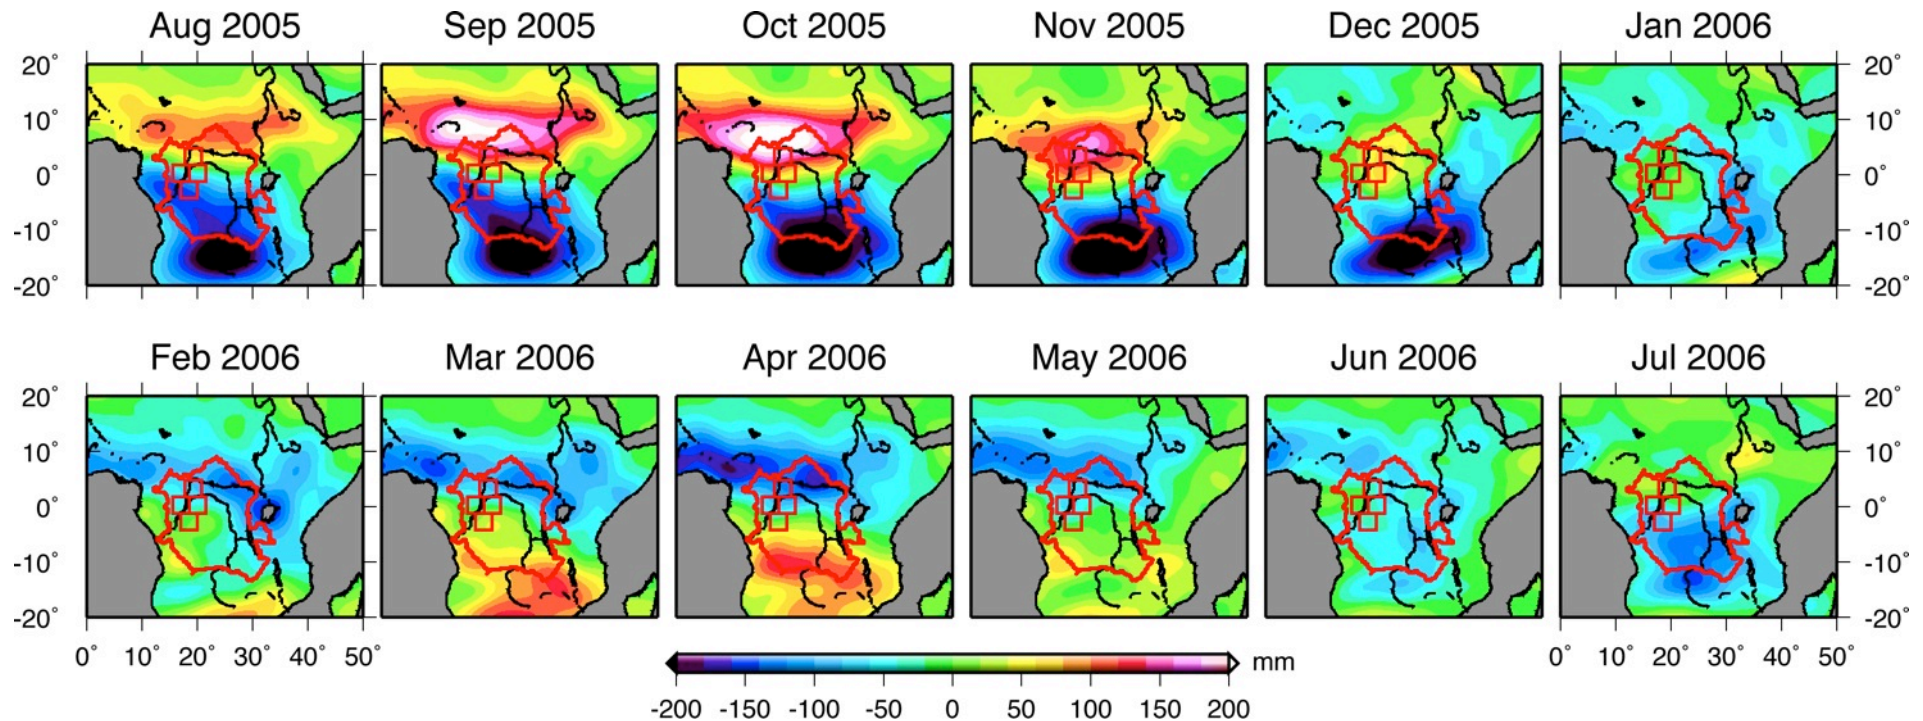 Aug 2005 Sep 2005 Oct 2005 Nov 2005 Dec 2005 Jan 2006
20° 20°
10° 10°
0° 0°
-10° -10°
-20° -20°
Feb 2006 Mar 2006 Apr 2006 May 2006 Jun 2006 Jul 2006
20° 20°
10° 10°
0° 0°
-10° -10°
-20° -20°
0° 10° 20° 30° 40° 50° 0° 10° 20° 30° 40° 50°
mm
-200 -150 -100 -50 0 50 100 150 200